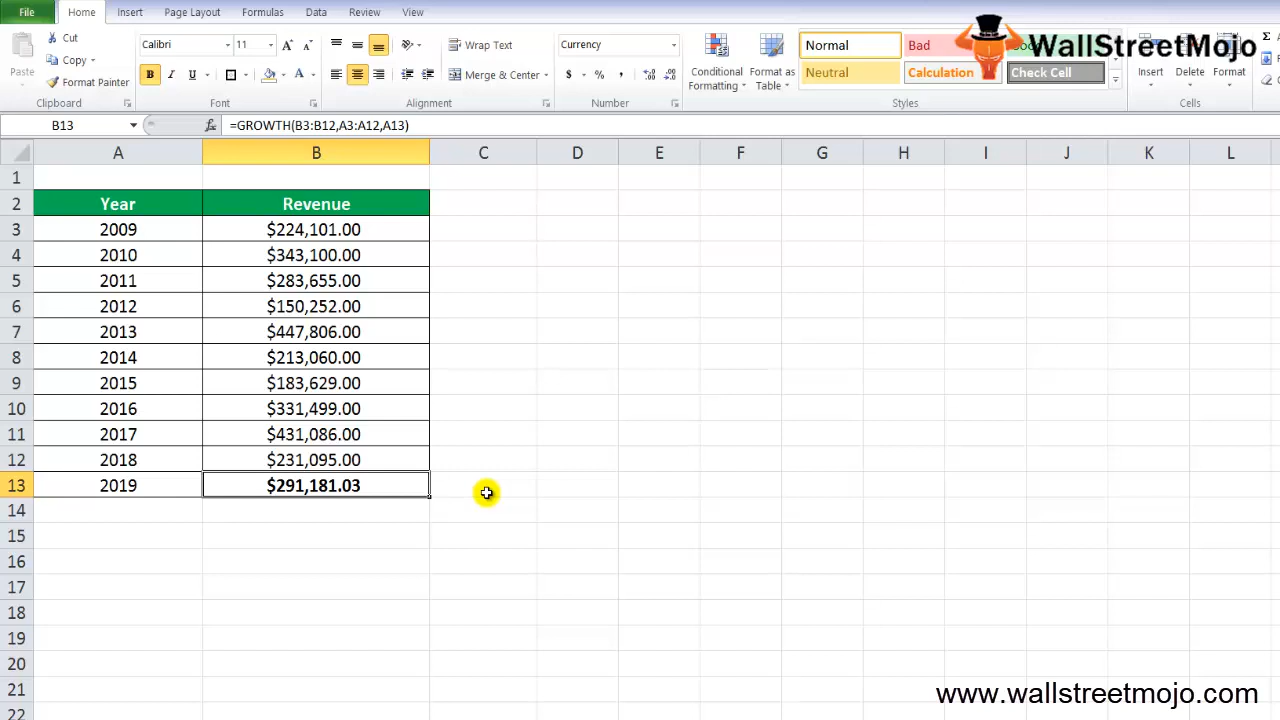 File Home Insert Page Layout Formulas Data Review View
WallStreetMojo
Paste Cut Copy Format Painter
Calibri 11 B I U A A A
Wrap Text Merge & Center
Currency $ % ,
Conditional Formatting Format as Table
Normal Bad
Neutral Calculation Check Cell
Insert Delete Format
Clipboard Font Alignment Number Styles Cells
B13 fx =GROWTH(B3:B12,A3:A12,A13)
A B C D E F G H I J K L
1
2 Year Revenue
3 2009 $224,101.00
4 2010 $343,100.00
5 2011 $283,655.00
6 2012 $150,252.00
7 2013 $447,806.00
8 2014 $213,060.00
9 2015 $183,629.00
10 2016 $331,499.00
11 2017 $431,086.00
12 2018 $231,095.00
13 2019 $291,181.03
14
15
16
17
18
19
20
21
22
www.wallstreetmojo.com